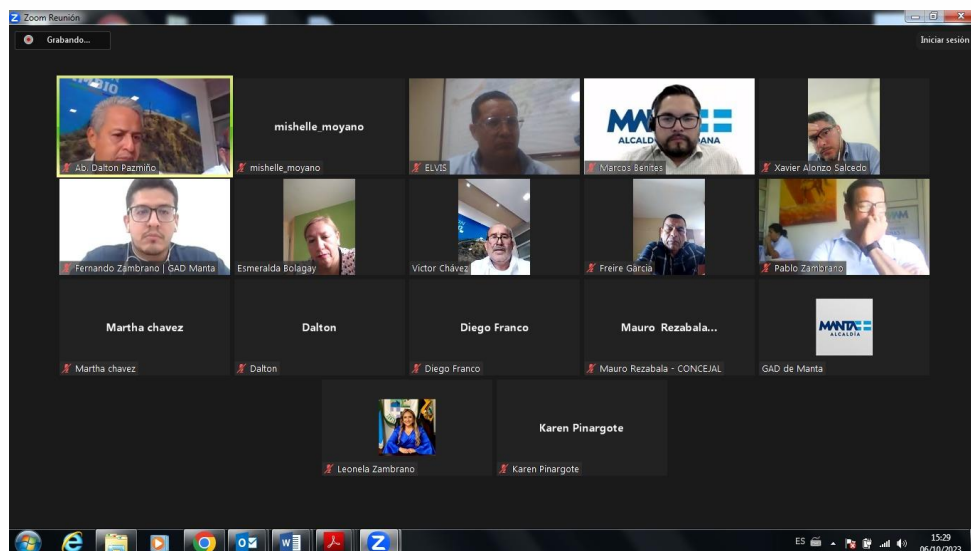 Zoom Reunión
Grabando...
Iniciar sesión
Ab. Dalton Pazmiño
mishelle_moyano
mishelle_moyano
ELVIS
MANTA
Marcos Benites
Xavier Alonzo Salcedo
Fernando Zambrano | GAD Manta
Esmeralda Bolagay
Victor Chávez
Freire Garcia
Pablo Zambrano
Martha chavez
Martha chavez
Dalton
Dalton
Diego Franco
Diego Franco
Mauro Rezabala...
Mauro Rezabala - CONCEJAL
MANTA
ALCALDÍA
GAD de Manta
Leonela Zambrano
Karen Pinargote
Karen Pinargote
ES
15:29
06/10/2023